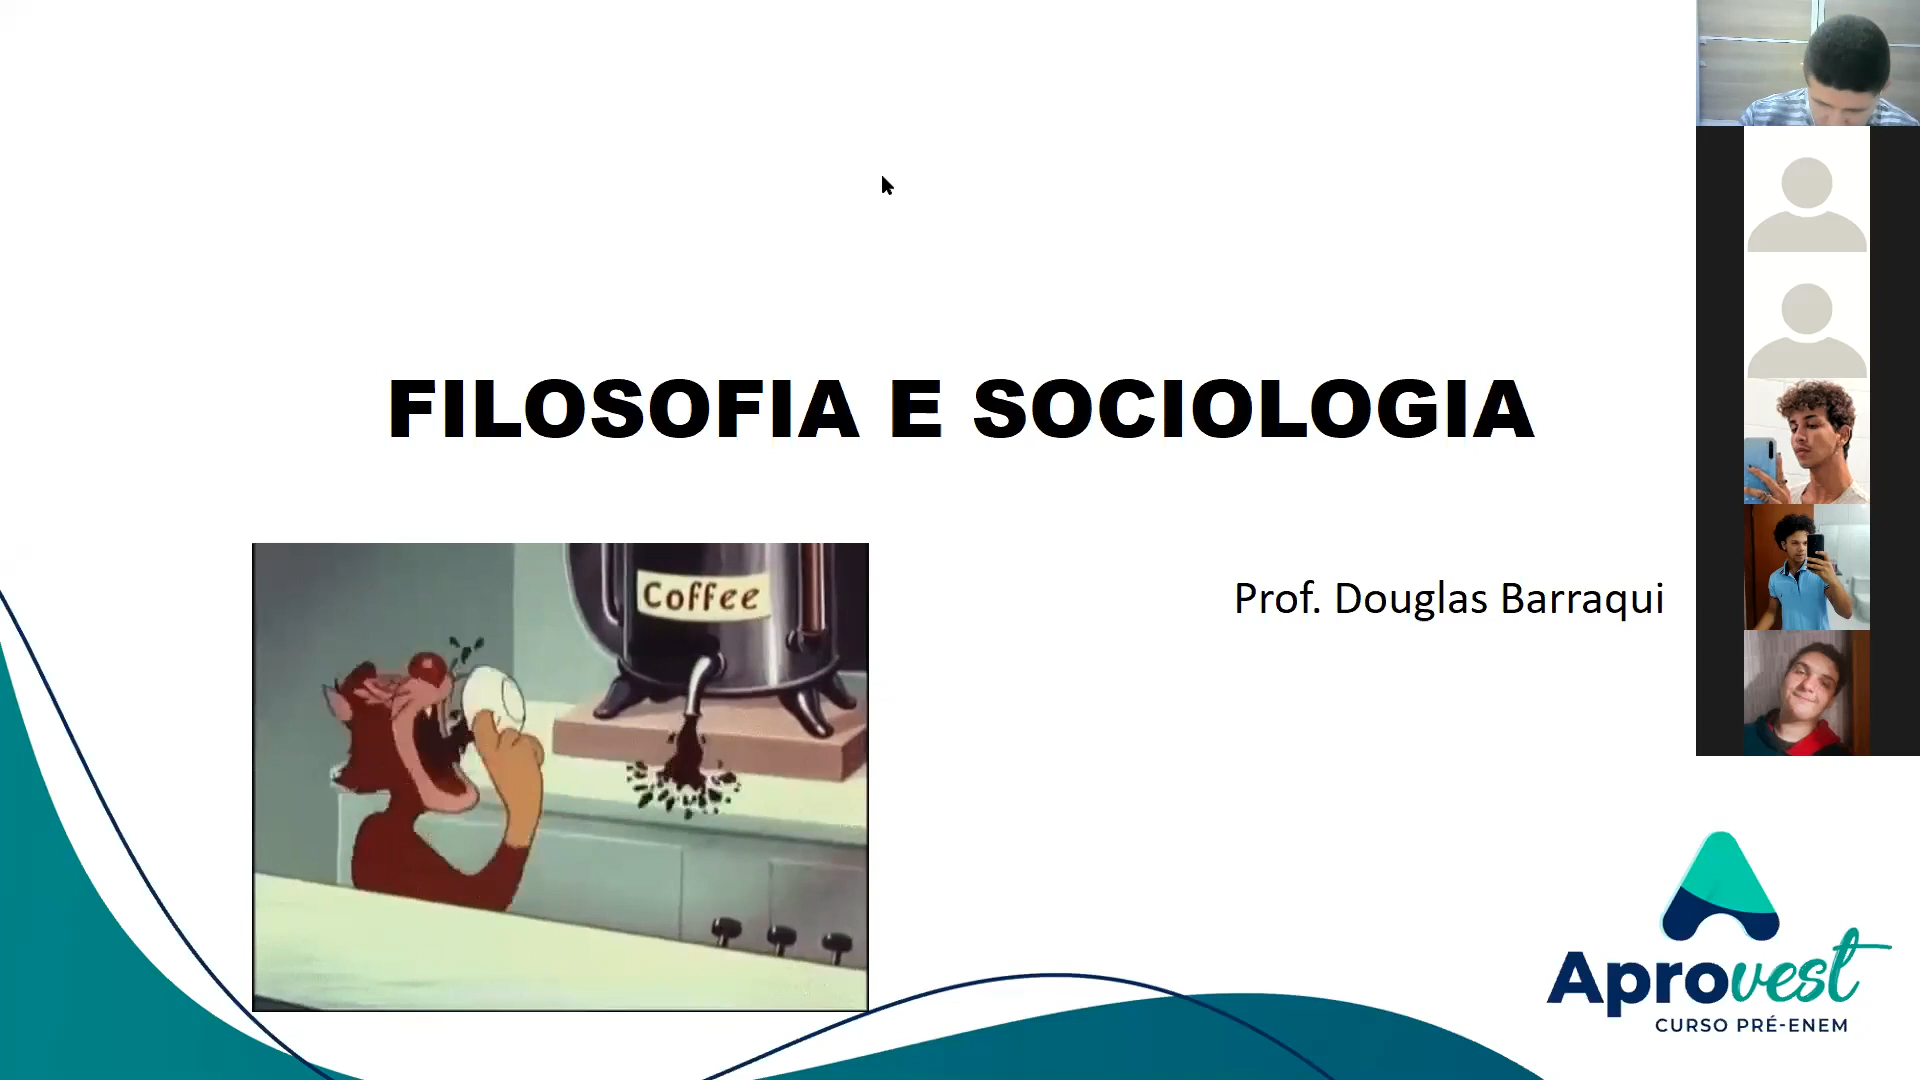 FILOSOFIA E SOCIOLOGIA
Coffee
Prof. Douglas Barraqui
Aprovest
CURSO PRÉ-ENEM